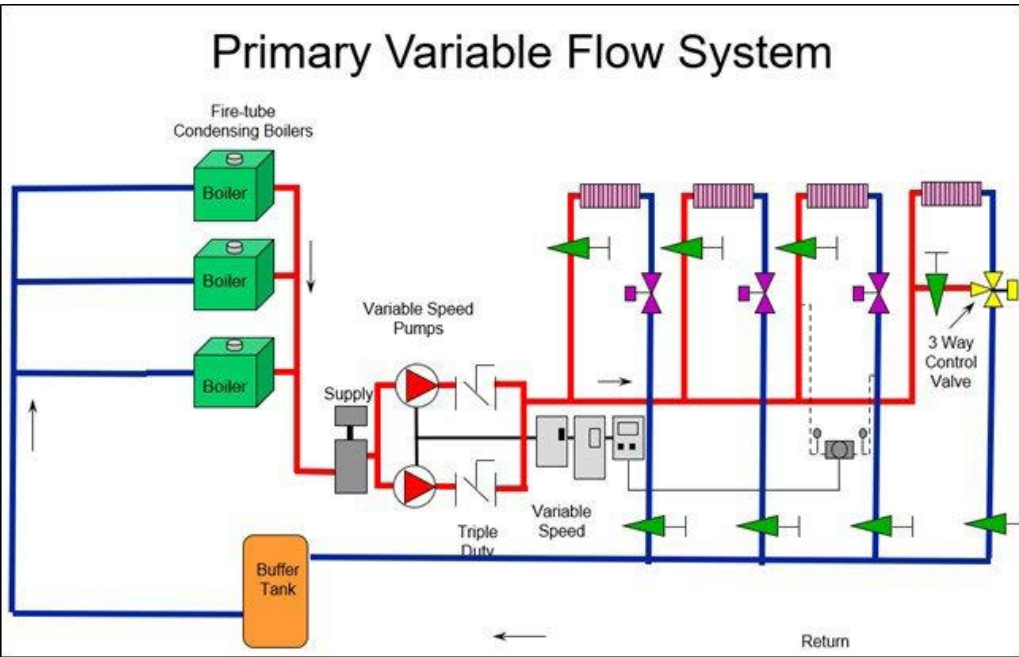 Primary Variable Flow System
Fire-tube
Condensing Boilers
Boiler
Boiler
Boiler
Variable Speed
Pumps
Supply
3 Way
Control
Valve
Triple
Duty
Variable
Speed
Buffer
Tank
Return